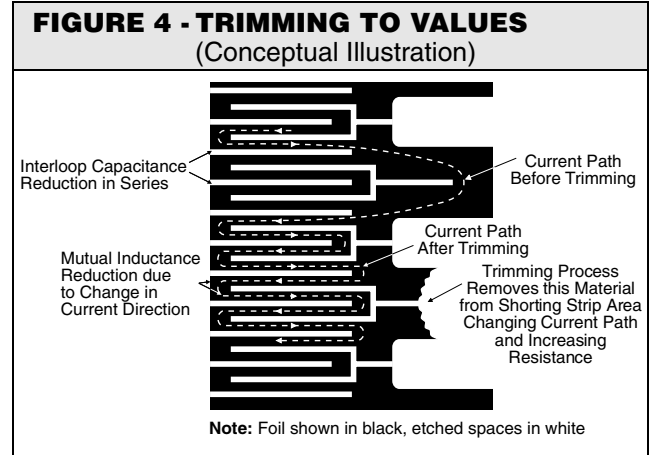 FIGURE 4 - TRIMMING TO VALUES
(Conceptual Illustration)
Interloop Capacitance
Reduction in Series
Current Path
Before Trimming
Mutual Inductance
Reduction due
to Change in
Current Direction
Current Path
After Trimming
Trimming Process
Removes this Material
from Shorting Strip Area
Changing Current Path
and Increasing
Resistance
Note: Foil shown in black, etched spaces in white